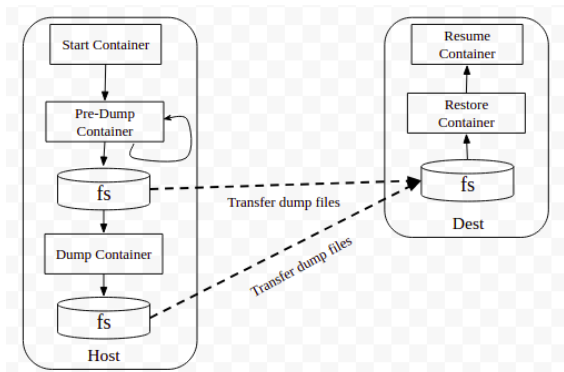 Start Container
Pre-Dump
Container
fs
Dump Container
fs
Host
Transfer dump files
Transfer dump files
Resume
Container
Restore
Container
fs
Dest